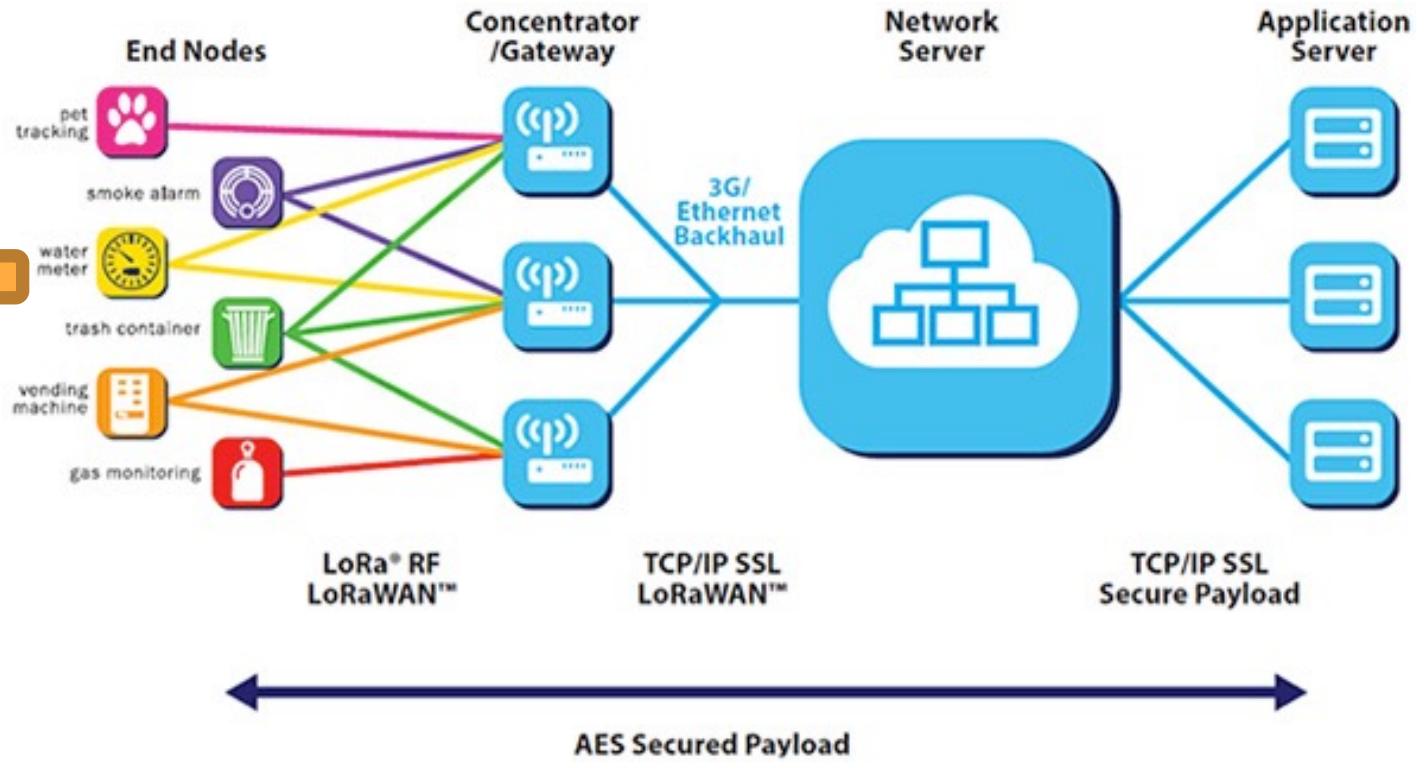 End Nodes
Concentrator
/Gateway
Network
Server
Application
Server
pet
tracking
smoke alarm
water
meter
trash container
vending
machine
gas monitoring
3G/
Ethernet
Backhaul
LoRa® RF
LoRaWAN™
TCP/IP SSL
LoRaWAN™
TCP/IP SSL
Secure Payload
AES Secured Payload